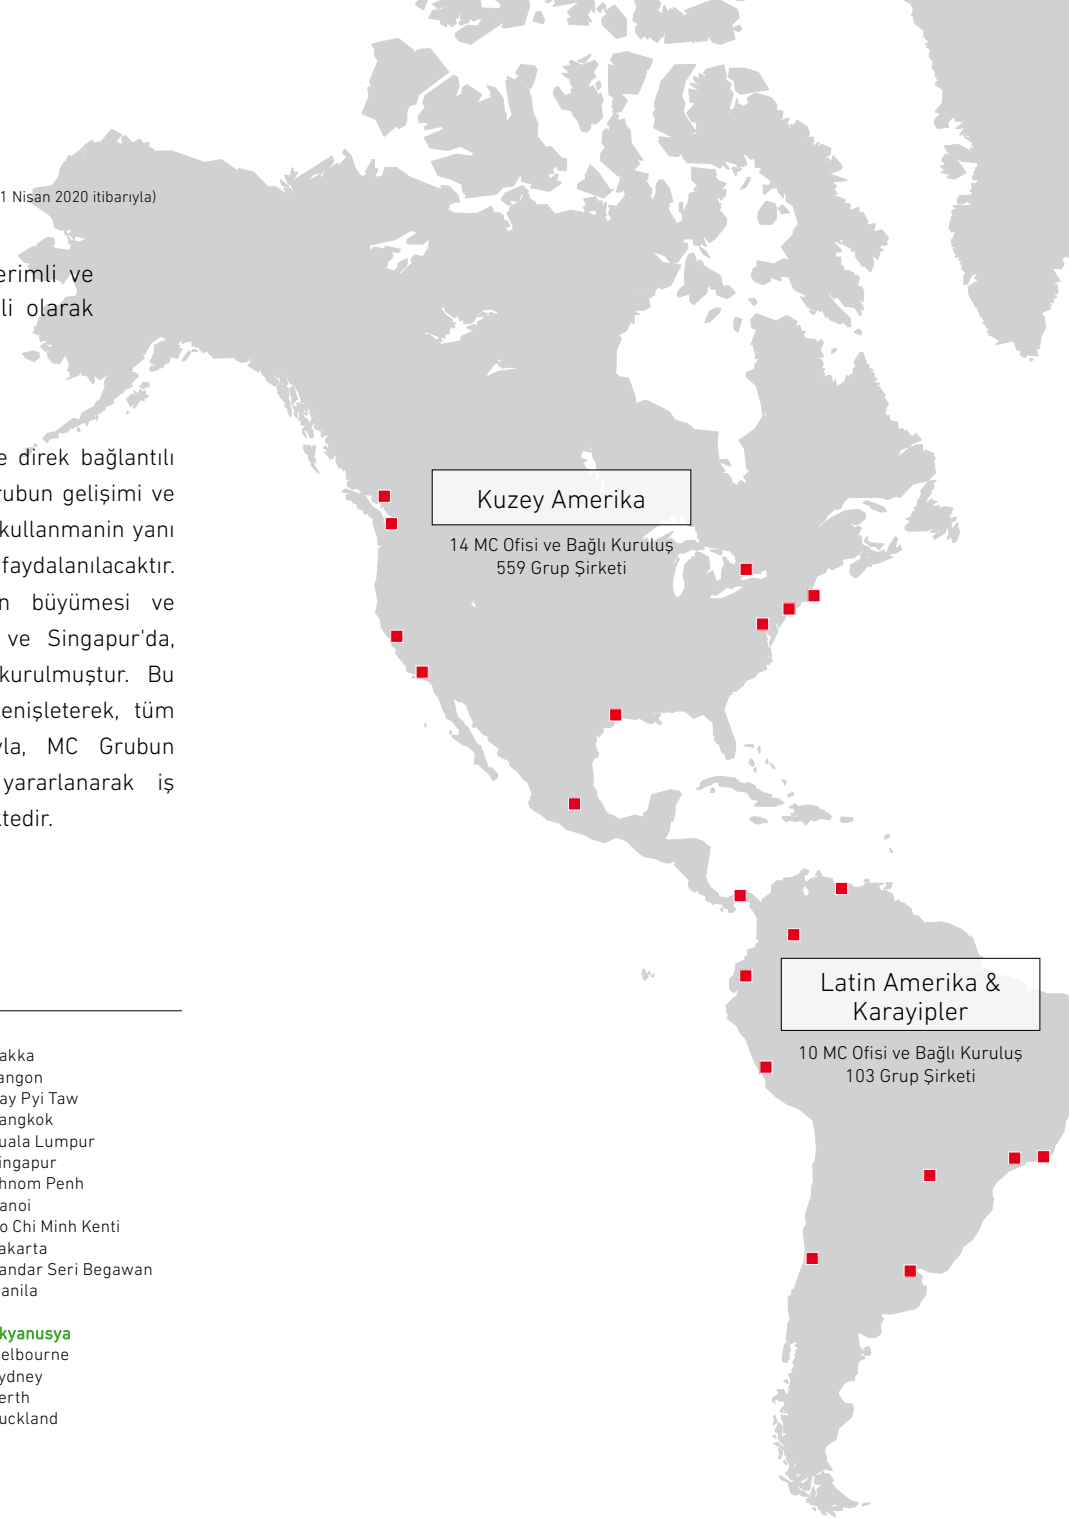 1 Nisan 2020 itibarıyla)
erimli ve
li olarak
e direk bağlantılı
rubun gelişimi ve
kullanmanin yanı
faydalanılacaktır.
n büyümesi ve
ve Singapur'da,
kurulmuştur. Bu
enişleterek, tüm
yla, MC Grubun
yararlanarak iş
tedir.
Kuzey Amerika
14 MC Ofisi ve Bağlı Kuruluş
559 Grup Şirketi
Latin Amerika &
Karayipler
10 MC Ofisi ve Bağlı Kuruluş
103 Grup Şirketi
akka
angon
ay Pyi Taw
angkok
uala Lumpur
ingapur
hnom Penh
anoi
o Chi Minh Kenti
akarta
andar Seri Begawan
anila
kyanusya
elbourne
ydney
erth
uckland